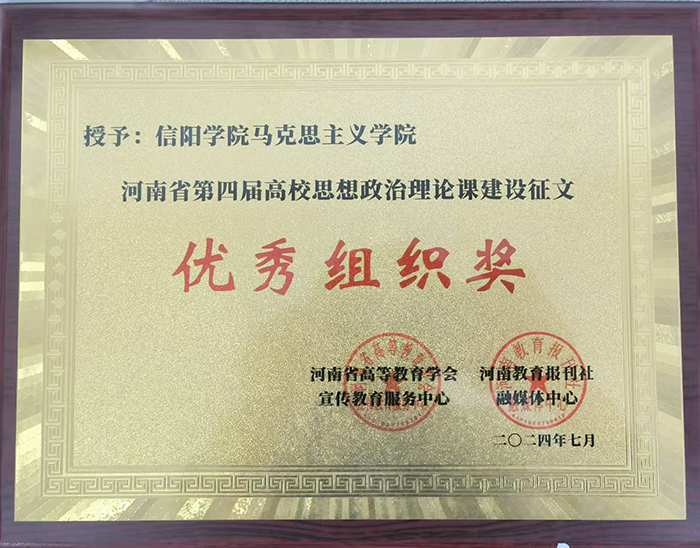 授予：信阳学院马克思主义学院
河南省第四届高校思想政治理论课建设征文
优秀组织奖
河南省高等教育学会 河南教育报刊社
宣传教育服务中心 融媒体中心
二〇二四年七月